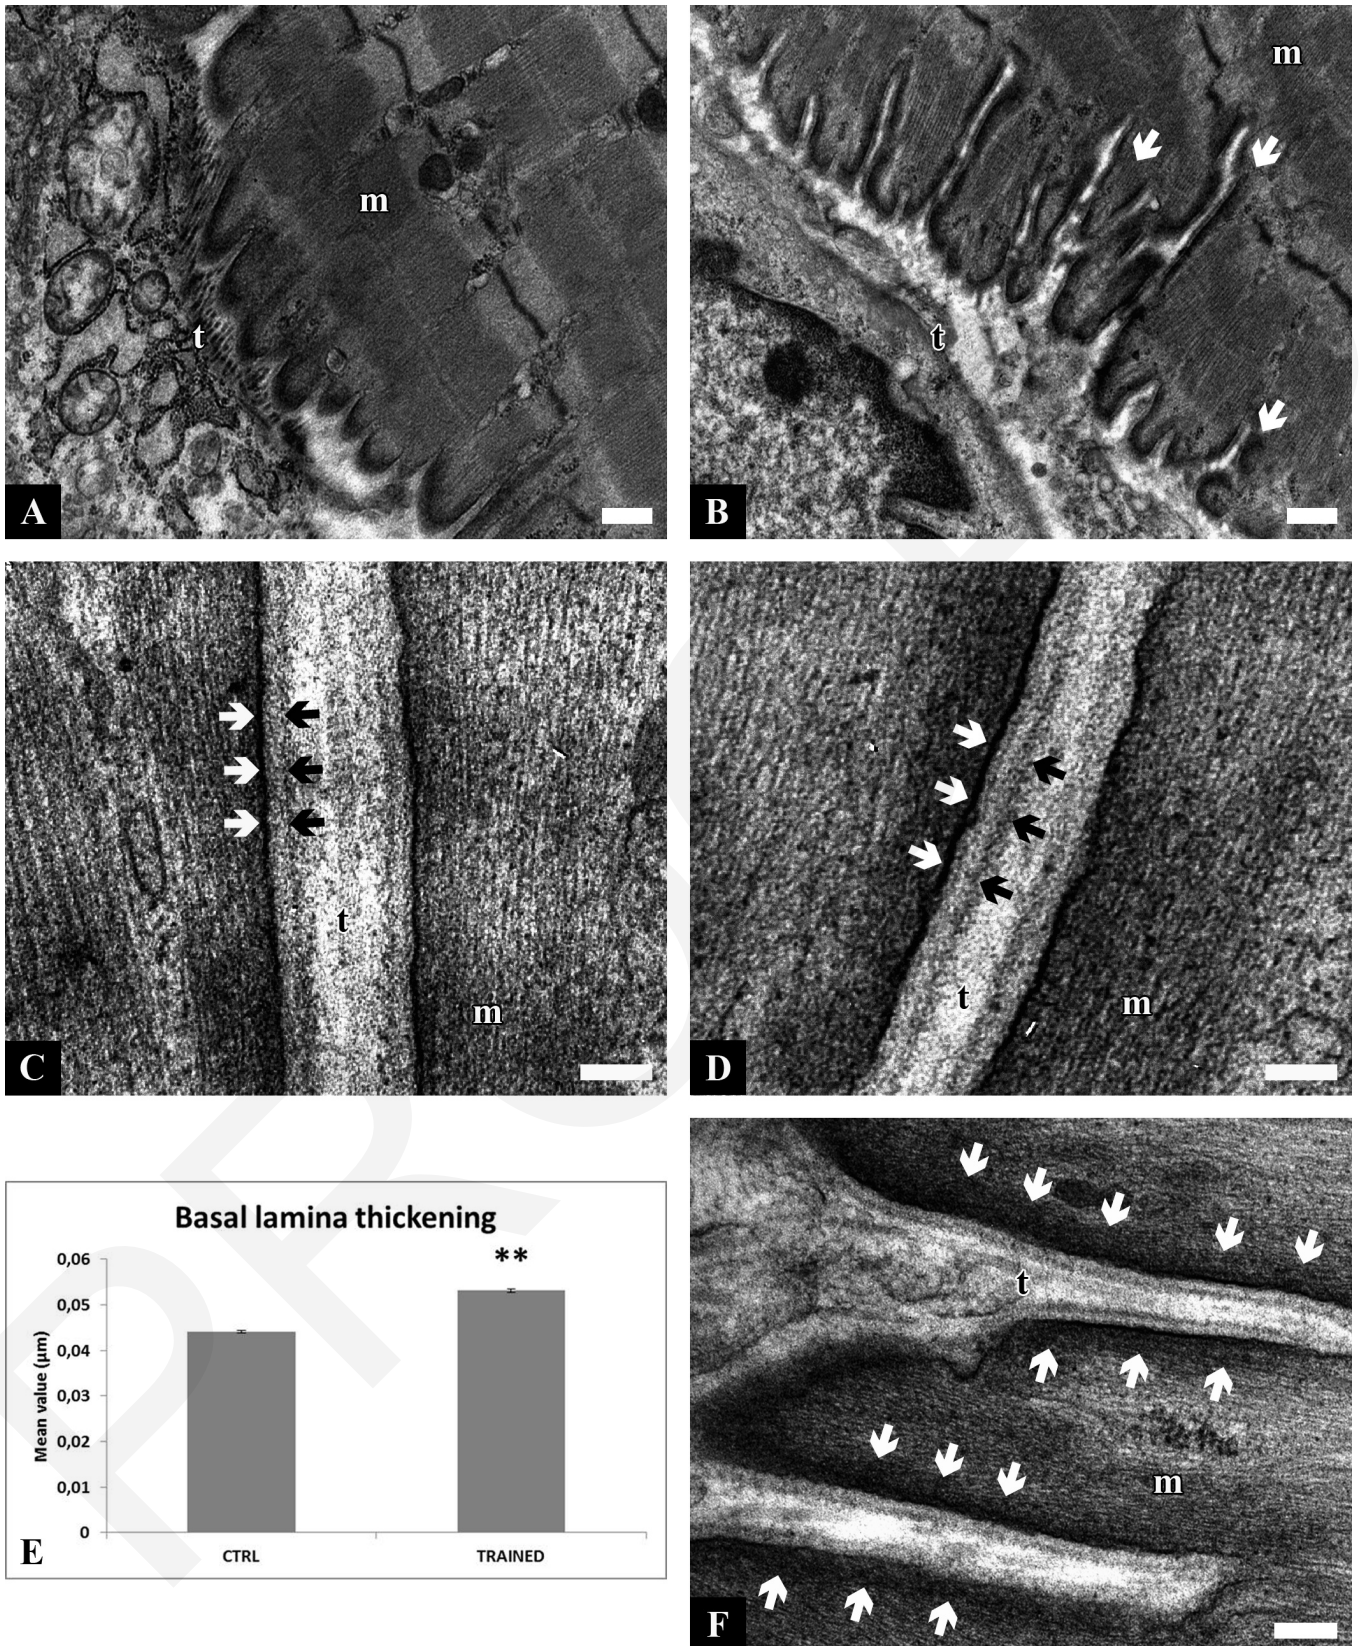 m
t
A
m
t
B
t
m
C
t
m
D
Basal lamina thickening
**
0,06
0,05
0,04
0,03
0,02
0,01
0
Mean value (µm)
CTRL
TRAINED
E
t
m
F